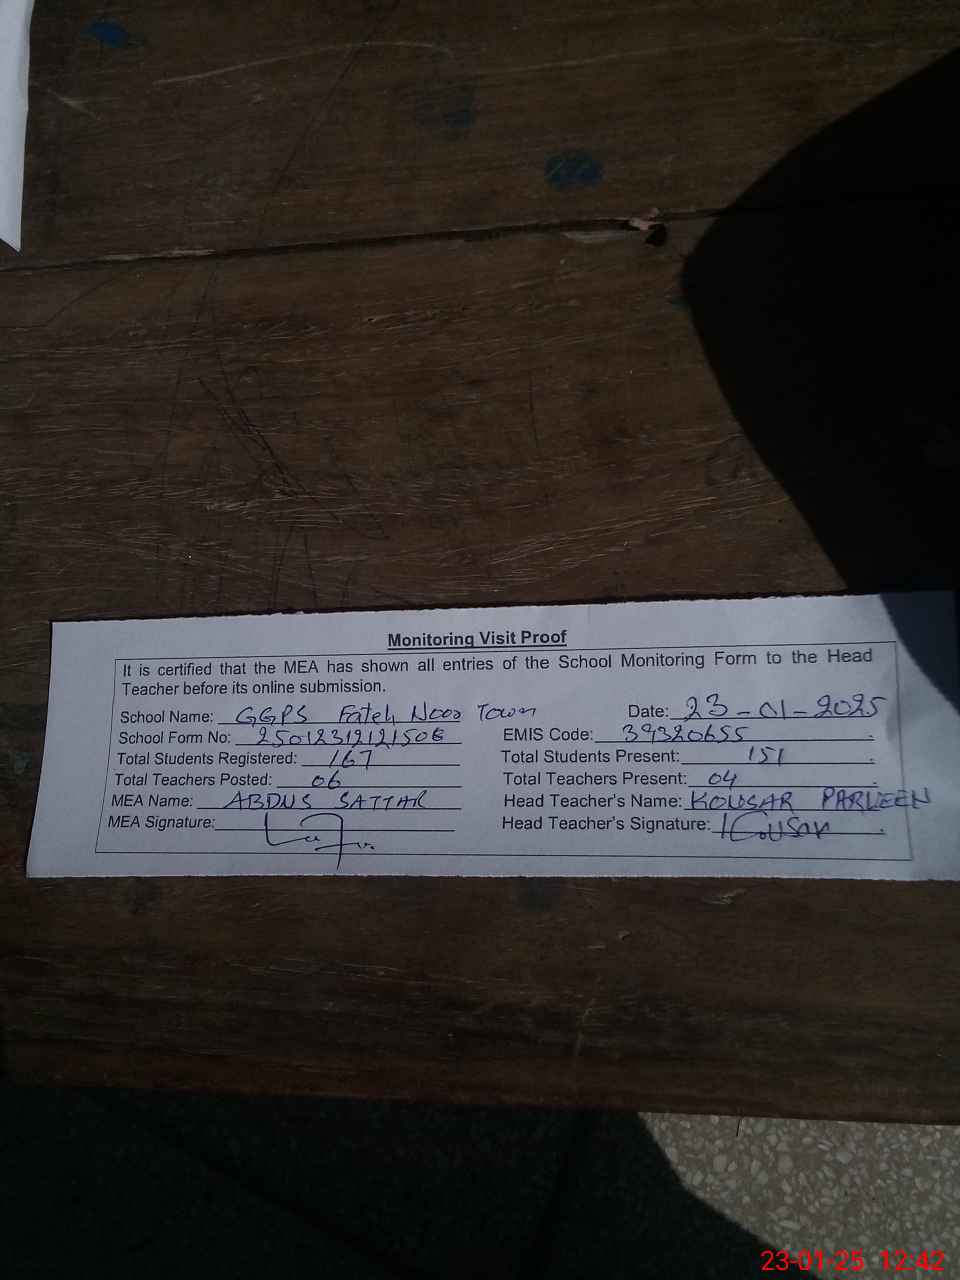 Monitoring Visit Proof
It is certified that the MEA has shown all entries of the School Monitoring Form to the Head
Teacher before its online submission.
School Name: GGPS Fateh Noor Town Date: 23-01-2025
School Form No: 25012312121506 EMIS Code: 39320655
Total Students Registered: 167 Total Students Present: 151
Total Teachers Posted: 06 Total Teachers Present: 04
MEA Name: ABDUS SATTAR Head Teacher's Name: KOUSAR PARVEEN
MEA Signature: Head Teacher's Signature: Kousar
23-01-25 12:42